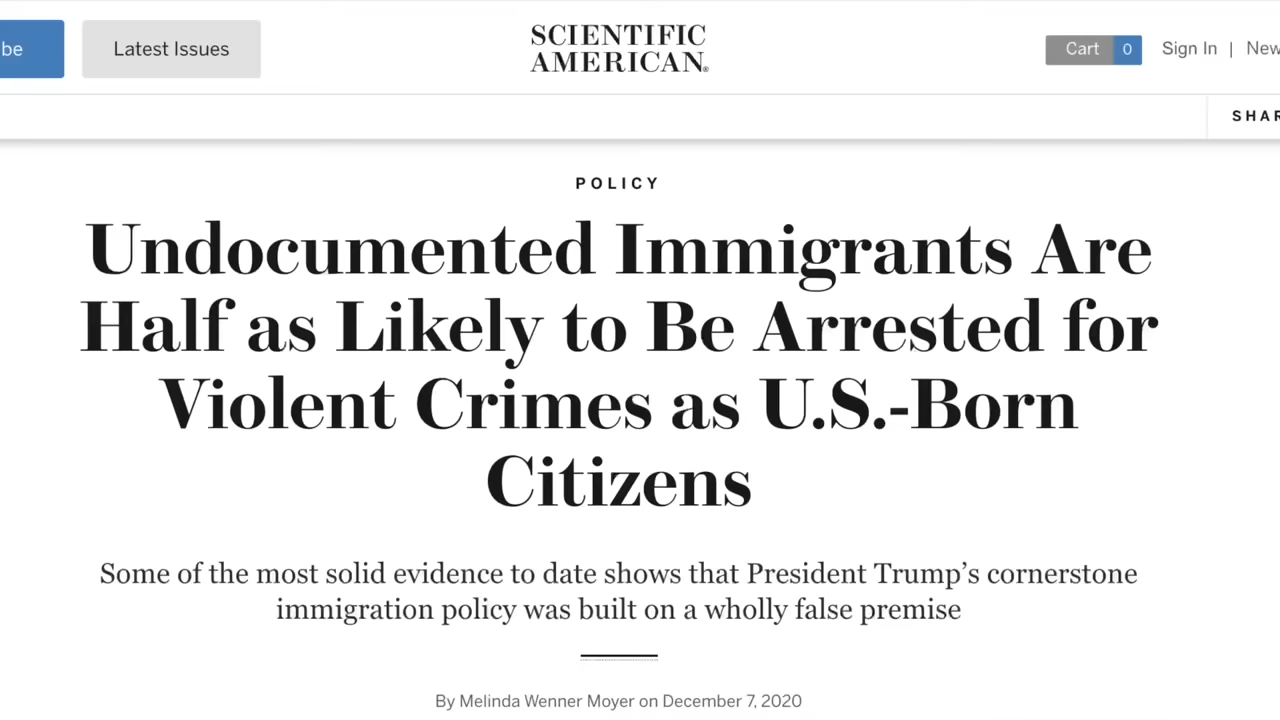 be
Latest Issues
SCIENTIFIC
AMERICAN®
Cart 0
Sign In | New
SHAR
POLICY
Undocumented Immigrants Are
Half as Likely to Be Arrested for
Violent Crimes as U.S.-Born
Citizens
Some of the most solid evidence to date shows that President Trump’s cornerstone
immigration policy was built on a wholly false premise
By Melinda Wenner Moyer on December 7, 2020